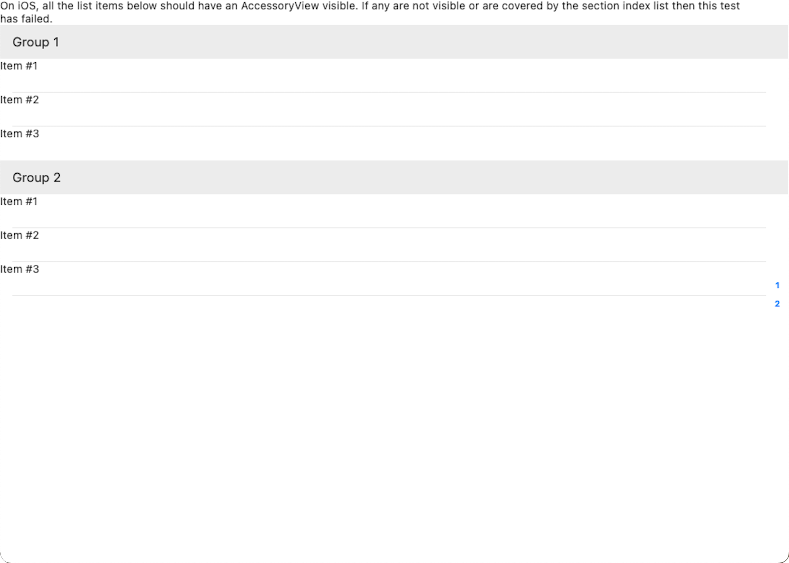 On iOS, all the list items below should have an AccessoryView visible. If any are not visible or are covered by the section index list then this test
has failed.
Group 1
Item #1
Item #2
Item #3
Group 2
Item #1
Item #2
Item #3
1
2